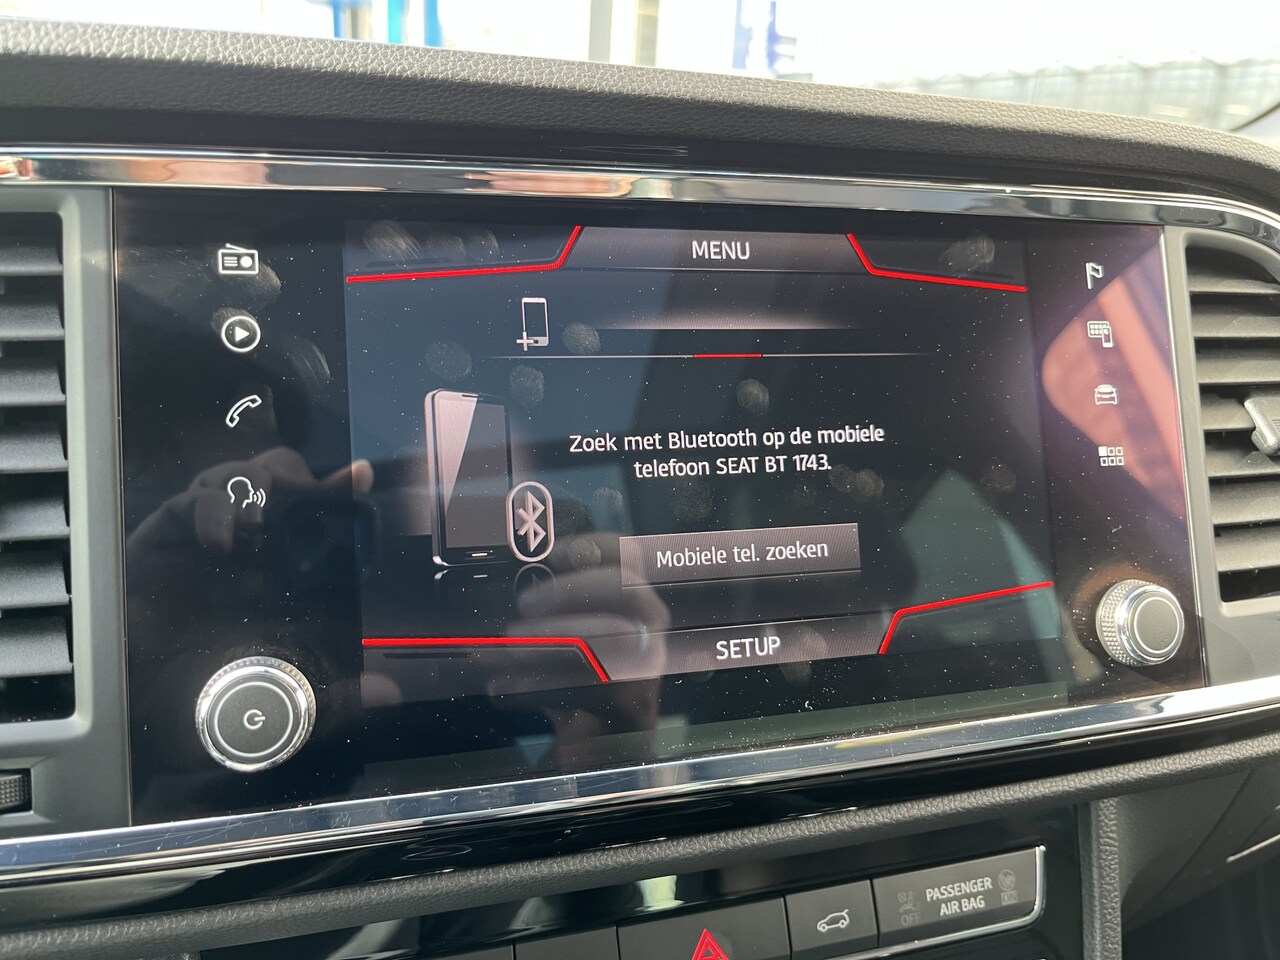 MENU
Zoek met Bluetooth op de mobiele
telefoon SEAT BT 1743.
Mobiele tel. zoeken
SETUP
PASSENGER
AIR BAG
OFF